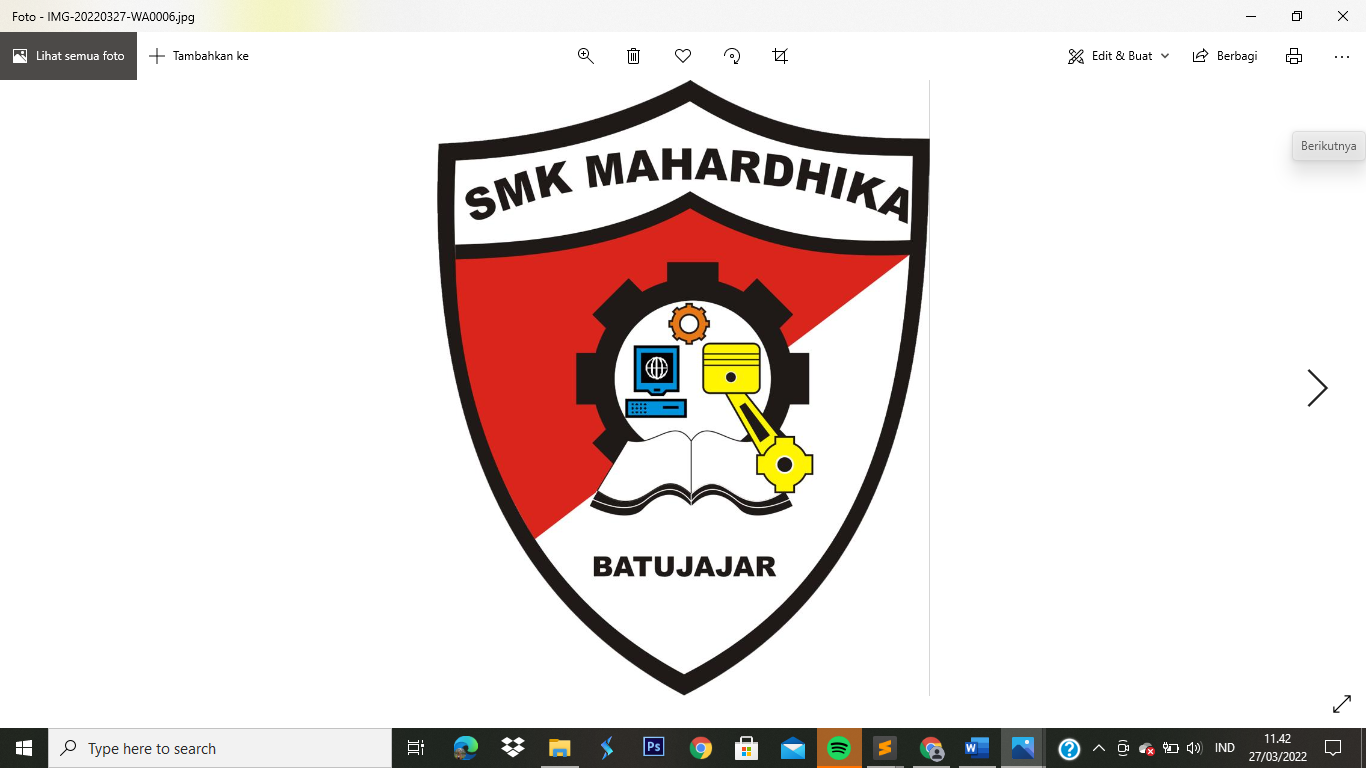 Foto - IMG-20220327-WA0006.jpg
Lihat semua foto
Tambahkan ke
Edit & Buat
Berbagi
Berikutnya
SMK MAHARDHIKA
BATUJAJAR
Type here to search
Ps
IND
11.42
27/03/2022